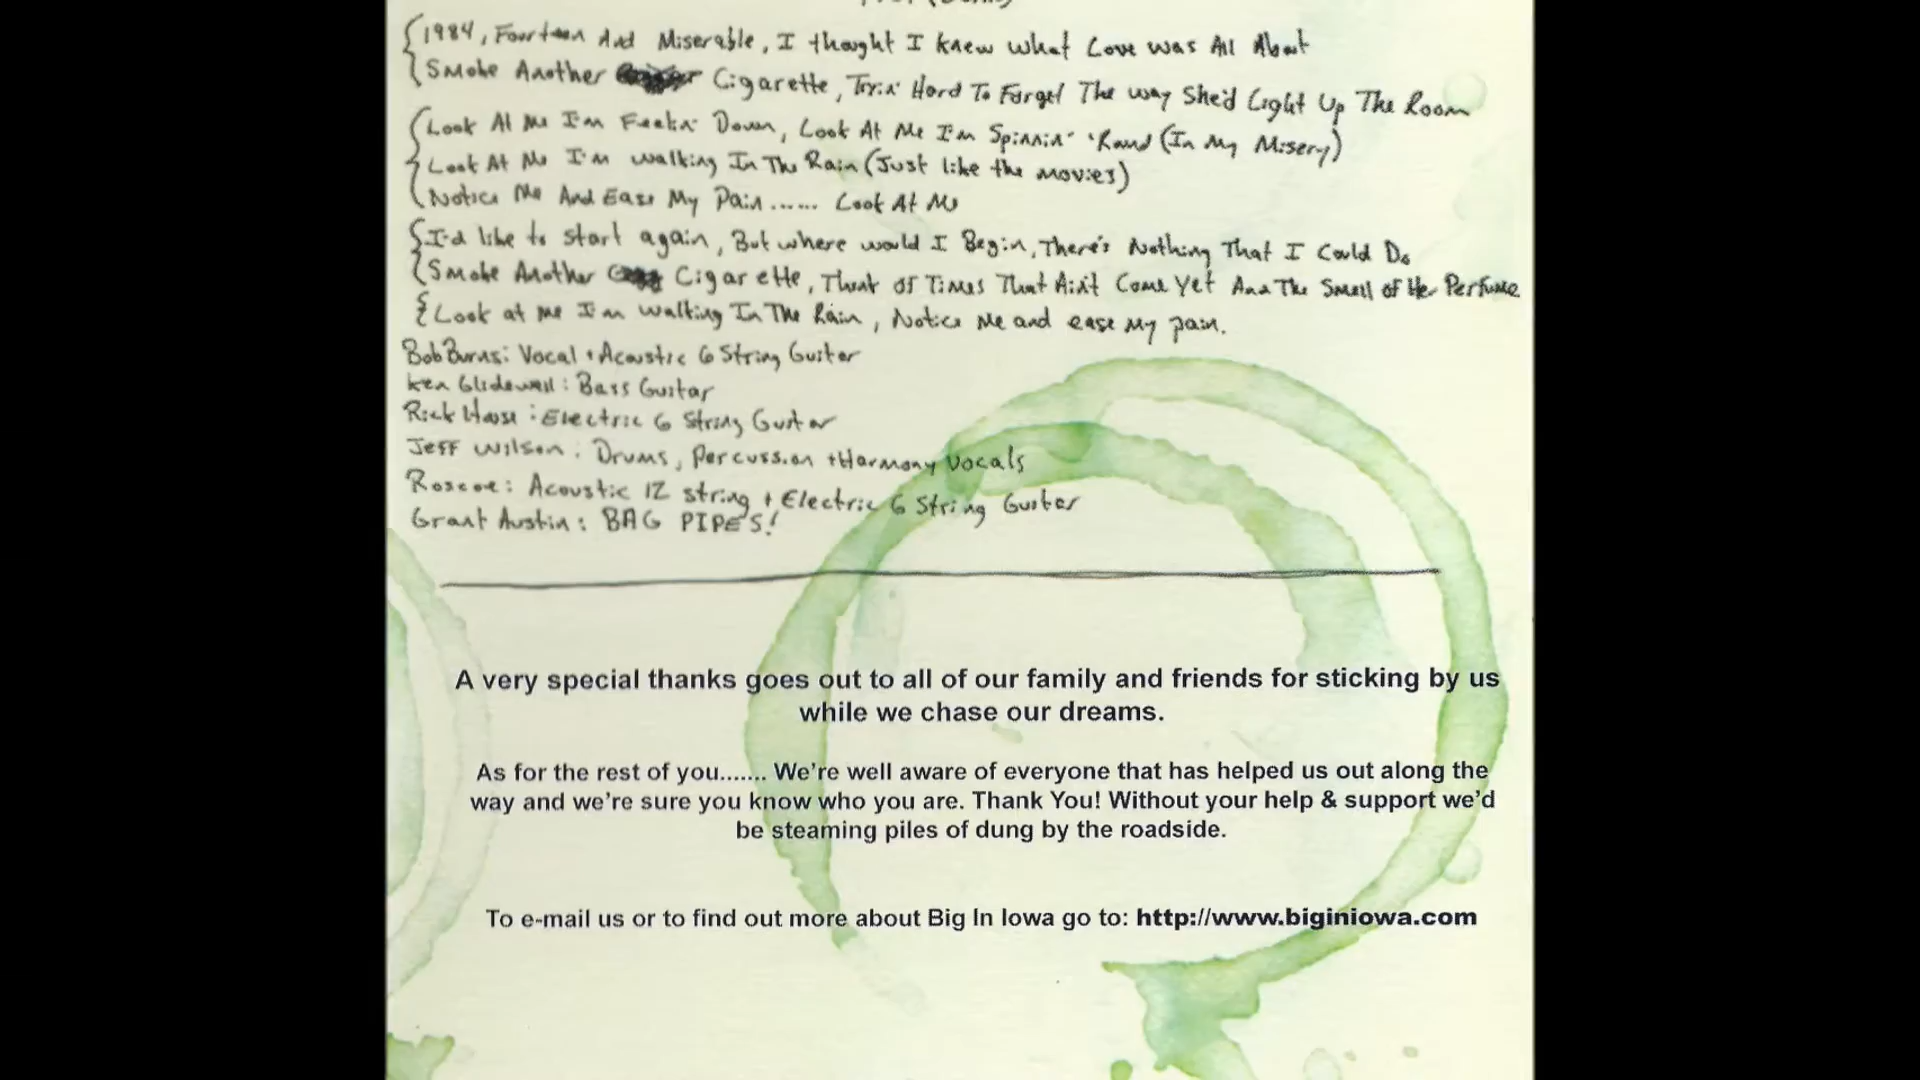 1984, Fourteen And Miserable, I thought I knew what Love was All About
Smoke Another Cigarette, Tryin' Hard To Forget The way She'd Light Up The Room
Look At Me I'm Feelin' Down, Look At Me I'm Spinnin' 'Round (In My Misery)
Look At Me I'm walking In The Rain (Just like the movies)
Notice Me And Ease My Pain...... Look At Me
I'd like to start again, But where would I Begin, There's Nothing That I Could Do
Smoke Another Cigarette, Think Of Times That Ain't Come Yet And The Smell of Her Perfume
Look at me I'm walking In The Rain, Notice Me and ease my pain.
Bob Burns: Vocal + Acoustic 6 String Guitar
Ken Glidewell: Bass Guitar
Rick House: Electric 6 String Guitar
Jeff Wilson: Drums, Percussion + Harmony Vocals
Roscoe: Acoustic 12 string + Electric 6 String Guitar
Grant Austin: BAG PIPES!
A very special thanks goes out to all of our family and friends for sticking by us
while we chase our dreams.
As for the rest of you....... We're well aware of everyone that has helped us out along the
way and we're sure you know who you are. Thank You! Without your help & support we'd
be steaming piles of dung by the roadside.
To e-mail us or to find out more about Big In Iowa go to: http://www.biginiowa.com